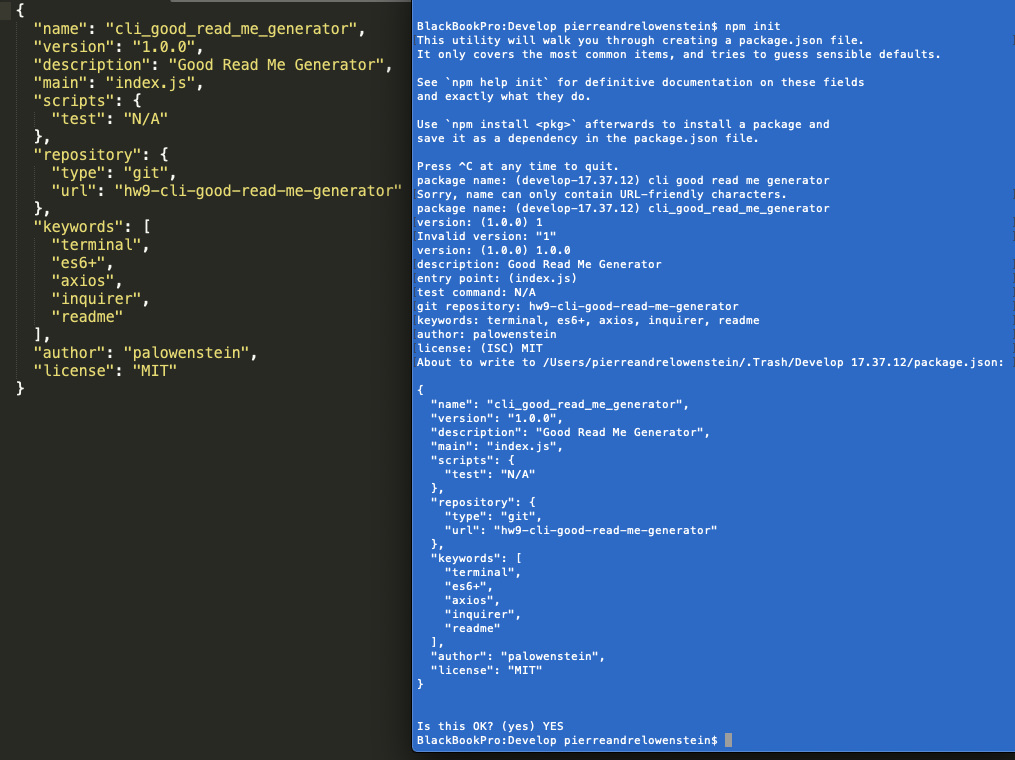 {
  "name": "cli_good_read_me_generator",
  "version": "1.0.0",
  "description": "Good Read Me Generator",
  "main": "index.js",
  "scripts": {
    "test": "N/A"
  },
  "repository": {
    "type": "git",
    "url": "hw9-cli-good-read-me-generator"
  },
  "keywords": [
    "terminal",
    "es6+",
    "axios",
    "inquirer",
    "readme"
  ],
  "author": "palowenstein",
  "license": "MIT"
}
BlackBookPro:Develop pierreandrelowenstein$ npm init
This utility will walk you through creating a package.json file.
It only covers the most common items, and tries to guess sensible defaults.

See `npm help init` for definitive documentation on these fields
and exactly what they do.

Use `npm install <pkg>` afterwards to install a package and
save it as a dependency in the package.json file.

Press ^C at any time to quit.
package name: (develop-17.37.12) cli good read me generator
Sorry, name can only contain URL-friendly characters.
package name: (develop-17.37.12) cli_good_read_me_generator
version: (1.0.0) 1
Invalid version: "1"
version: (1.0.0) 1.0.0
description: Good Read Me Generator
entry point: (index.js)
test command: N/A
git repository: hw9-cli-good-read-me-generator
keywords: terminal, es6+, axios, inquirer, readme
author: palowenstein
license: (ISC) MIT
About to write to /Users/pierreandrelowenstein/.Trash/Develop 17.37.12/package.json:

{
  "name": "cli_good_read_me_generator",
  "version": "1.0.0",
  "description": "Good Read Me Generator",
  "main": "index.js",
  "scripts": {
    "test": "N/A"
  },
  "repository": {
    "type": "git",
    "url": "hw9-cli-good-read-me-generator"
  },
  "keywords": [
    "terminal",
    "es6+",
    "axios",
    "inquirer",
    "readme"
  ],
  "author": "palowenstein",
  "license": "MIT"
}

Is this OK? (yes) YES
BlackBookPro:Develop pierreandrelowenstein$